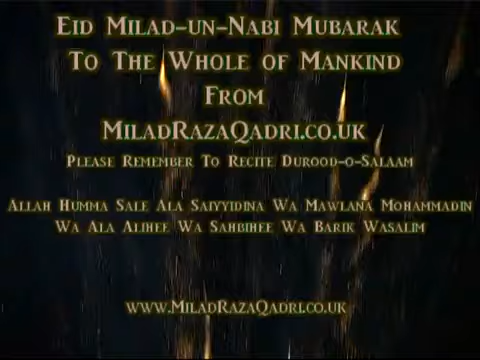 Eid Milad-un-Nabi Mubarak
To The Whole of Mankind
From
MiladRazaQadri.co.uk
Please Remember To Recite Durood-o-Salaam
Allah Humma Sale Ala Saiyyidina Wa Mawlana Mohammadin
Wa Ala Alihee Wa Sahbihee Wa Barik Wasalim
www.MiladRazaQadri.co.uk